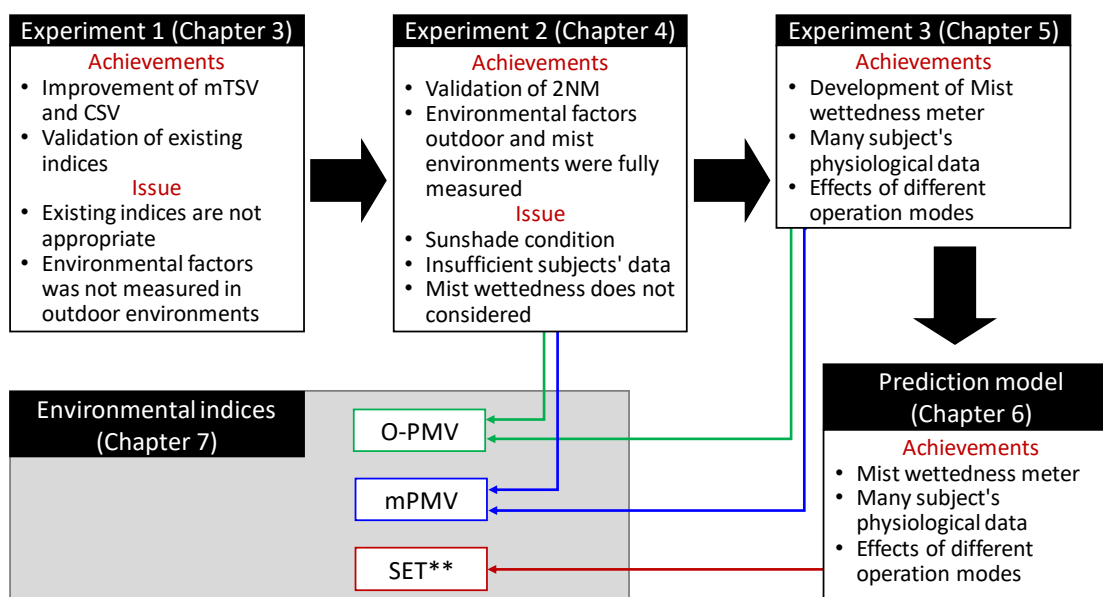 Experiment 1 (Chapter 3)
Achievements
• Improvement of mTSV
and CSV
• Validation of existing
indices
Issue
• Existing indices are not
appropriate
• Environmental factors
was not measured in
outdoor environments
Experiment 2 (Chapter 4)
Achievements
• Validation of 2NM
• Environmental factors
outdoor and mist
environments were fully
measured
Issue
• Sunshade condition
• Insufficient subjects' data
• Mist wettedness does not
considered
Experiment 3 (Chapter 5)
Achievements
• Development of Mist
wettedness meter
• Many subject's
physiological data
• Effects of different
operation modes
Prediction model
(Chapter 6)
Achievements
• Mist wettedness meter
• Many subject's
physiological data
• Effects of different
operation modes
Environmental indices
(Chapter 7)
O-PMV
mPMV
SET**